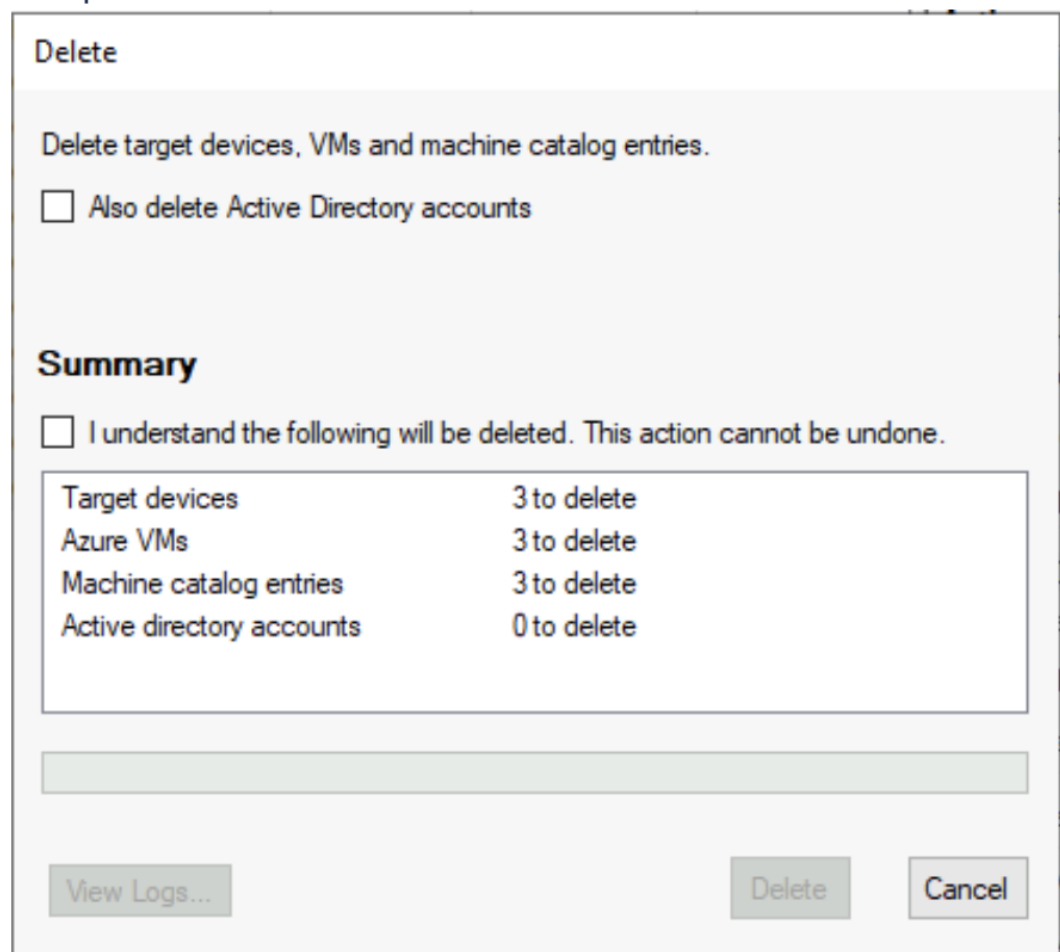 Delete
Delete target devices, VMs and machine catalog entries.
Also delete Active Directory accounts
Summary
I understand the following will be deleted. This action cannot be undone.
Target devices 3 to delete
Azure VMs 3 to delete
Machine catalog entries 3 to delete
Active directory accounts 0 to delete
View Logs...
Delete
Cancel